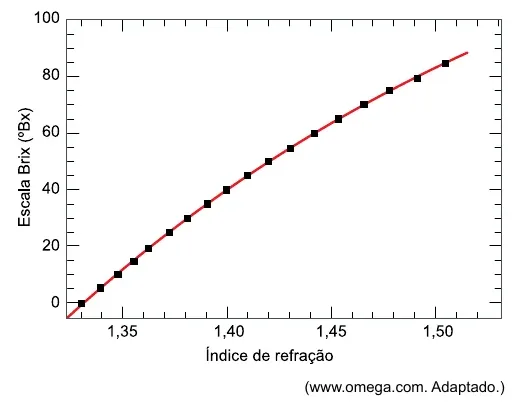 100
80
60
40
20
0
Escala Brix (ºBx)
1,35 1,40 1,45 1,50
Índice de refração
(www.omega.com. Adaptado.)